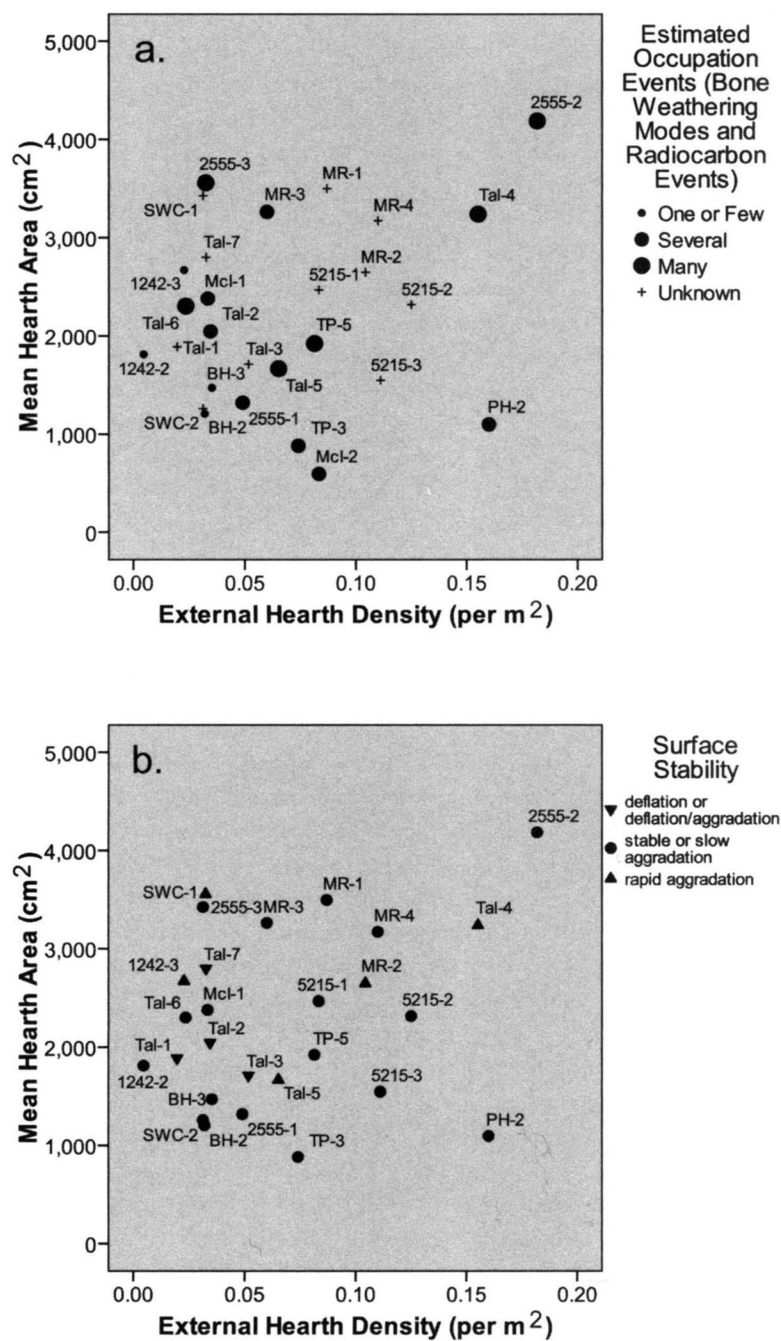 a.
5,000
4,000
3,000
2,000
1,000
0
Mean Hearth Area (cm2)
0.00 0.05 0.10 0.15 0.20
External Hearth Density (per m2)
2555-2
2555-3
SWC-1
MR-3
MR-1
MR-4
Tal-4
Tal-7
1242-3
Mcl-1
MR-2
5215-1
5215-2
Tal-6
Tal-2
TP-5
1242-2
Tal-1
Tal-3
BH-3
Tal-5
5215-3
SWC-2
BH-2
2555-1
TP-3
PH-2
Mcl-2
Estimated
Occupation
Events (Bone
Weathering
Modes and
Radiocarbon
Events)
One or Few
Several
Many
Unknown
b.
5,000
4,000
3,000
2,000
1,000
0
Mean Hearth Area (cm2)
0.00 0.05 0.10 0.15 0.20
External Hearth Density (per m2)
2555-2
SWC-1
2555-3
MR-3
MR-1
MR-4
Tal-4
Tal-7
1242-3
MR-2
Tal-6
Mcl-1
5215-1
5215-2
Tal-2
Tal-1
TP-5
1242-2
Tal-3
BH-3
Tal-5
5215-3
SWC-2
BH-2
2555-1
TP-3
PH-2
Surface
Stability
deflation or
deflation/aggradation
stable or slow
aggradation
rapid aggradation